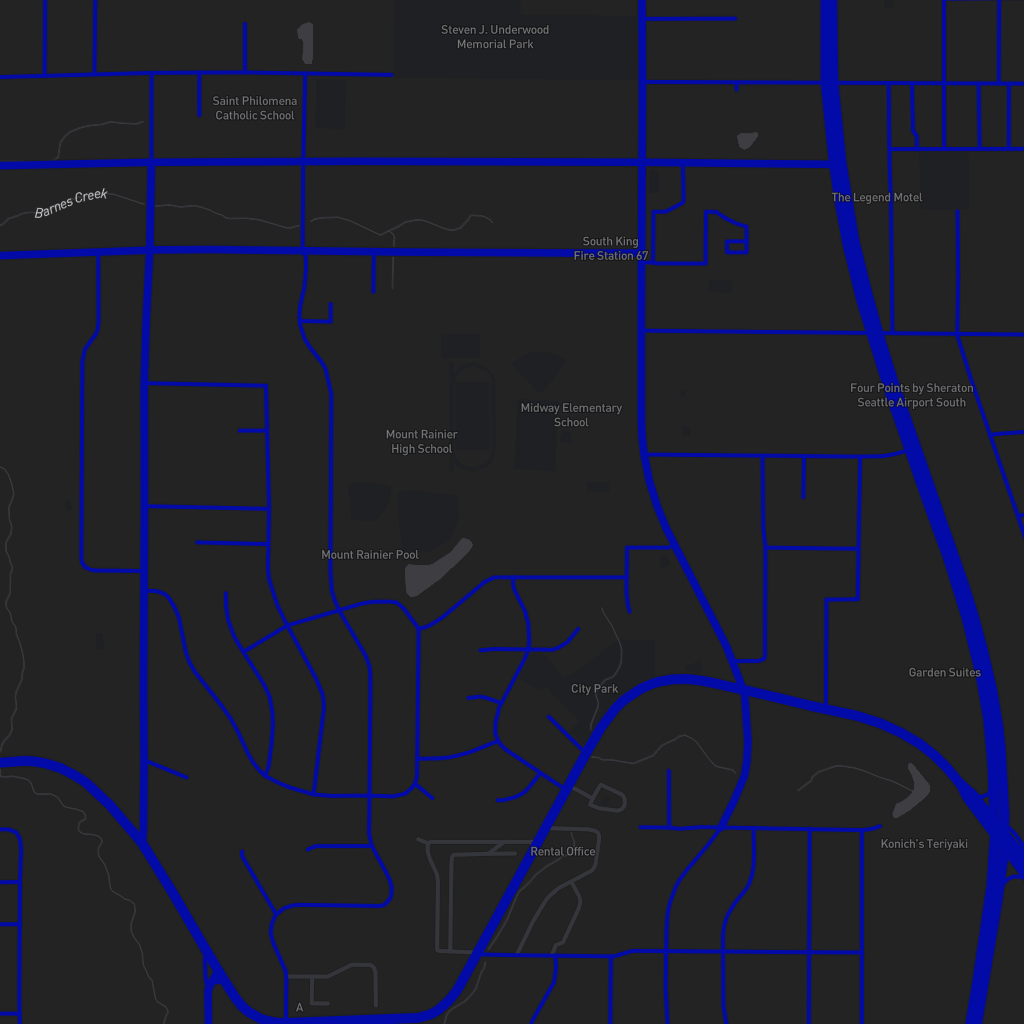 Steven J. Underwood
Memorial Park
Saint Philomena
Catholic School
Barnes Creek
The Legend Motel
South King
Fire Station 67
Four Points by Sheraton
Seattle Airport South
Midway Elementary
School
Mount Rainier
High School
Mount Rainier Pool
Garden Suites
City Park
Konich's Teriyaki
Rental Office
A